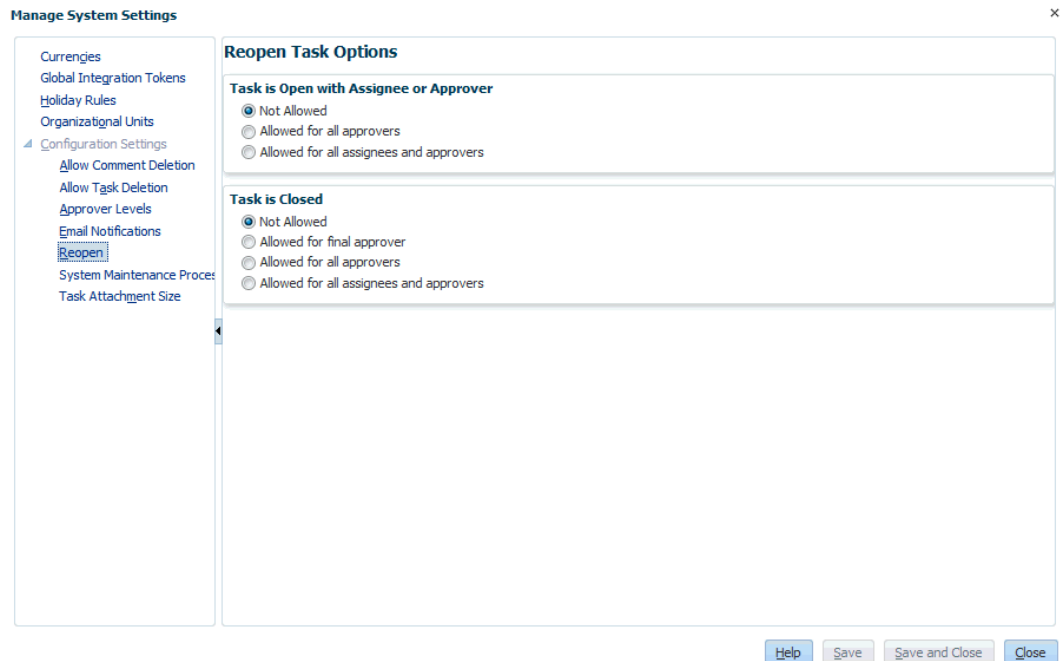 Manage System Settings
Currencies
Global Integration Tokens
Holiday Rules
Organizational Units
Configuration Settings
Allow Comment Deletion
Allow Task Deletion
Approver Levels
Email Notifications
Reopen
System Maintenance Proces
Task Attachment Size
Reopen Task Options
Task is Open with Assignee or Approver
Not Allowed
Allowed for all approvers
Allowed for all assignees and approvers
Task is Closed
Not Allowed
Allowed for final approver
Allowed for all approvers
Allowed for all assignees and approvers
Help
Save
Save and Close
Close